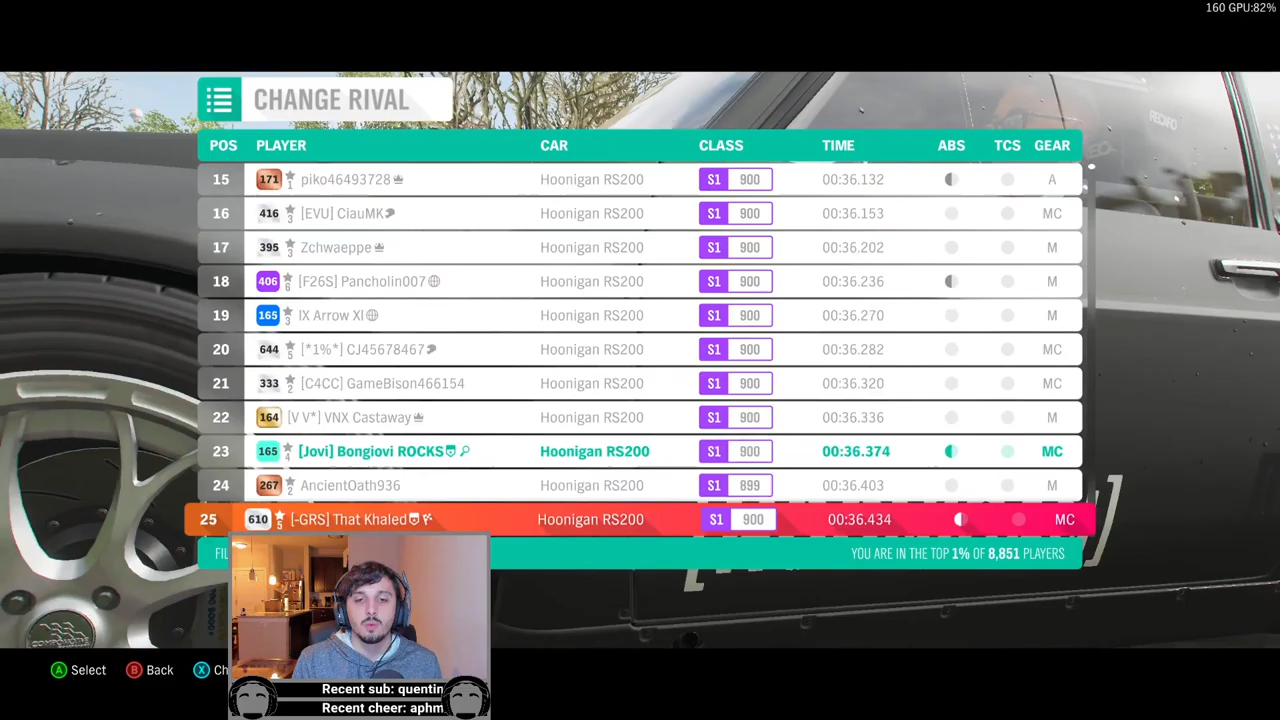 160 GPU:82%
CHANGE RIVAL
POS PLAYER CAR CLASS TIME ABS TCS GEAR
15 171 1 piko46493728 Hoonigan RS200 S1 900 00:36.132 A
16 416 3 [EVU] CiauMK Hoonigan RS200 S1 900 00:36.153 MC
17 395 3 Zchwaeppe Hoonigan RS200 S1 900 00:36.202 M
18 406 6 [F26S] Pancholin007 Hoonigan RS200 S1 900 00:36.236 M
19 165 3 IX Arrow XI Hoonigan RS200 S1 900 00:36.270 M
20 644 5 [*1%*] CJ45678467 Hoonigan RS200 S1 900 00:36.282 MC
21 333 2 [C4CC] GameBison466154 Hoonigan RS200 S1 900 00:36.320 MC
22 164 [V V*] VNX Castaway Hoonigan RS200 S1 900 00:36.336 M
23 165 4 [Jovi] Bongiovi ROCKS Hoonigan RS200 S1 900 00:36.374 MC
24 267 2 AncientOath936 Hoonigan RS200 S1 899 00:36.403 M
25 610 5 [-GRS] That Khaled Hoonigan RS200 S1 900 00:36.434 MC
FIL
YOU ARE IN THE TOP 1% OF 8,851 PLAYERS
A Select B Back X Ch
Recent sub: quentin
Recent cheer: aphm
RECARO